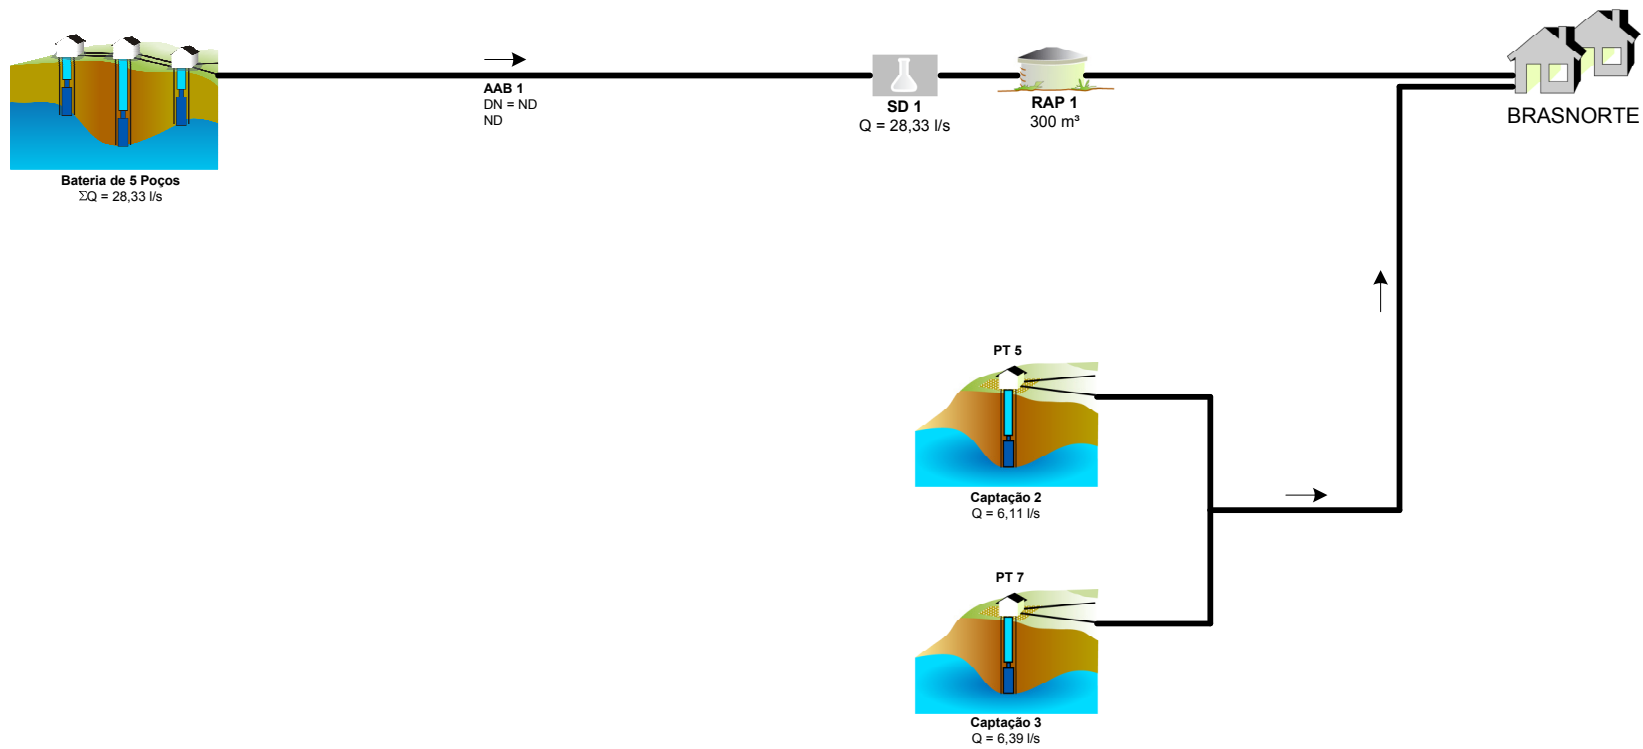 AAB 1
DN = ND
ND
SD 1
Q = 28,33 l/s
RAP 1
300 m³
BRASNORTE
Bateria de 5 Poços
ΣQ = 28,33 l/s
PT 5
Captação 2
Q = 6,11 l/s
PT 7
Captação 3
Q = 6,39 l/s